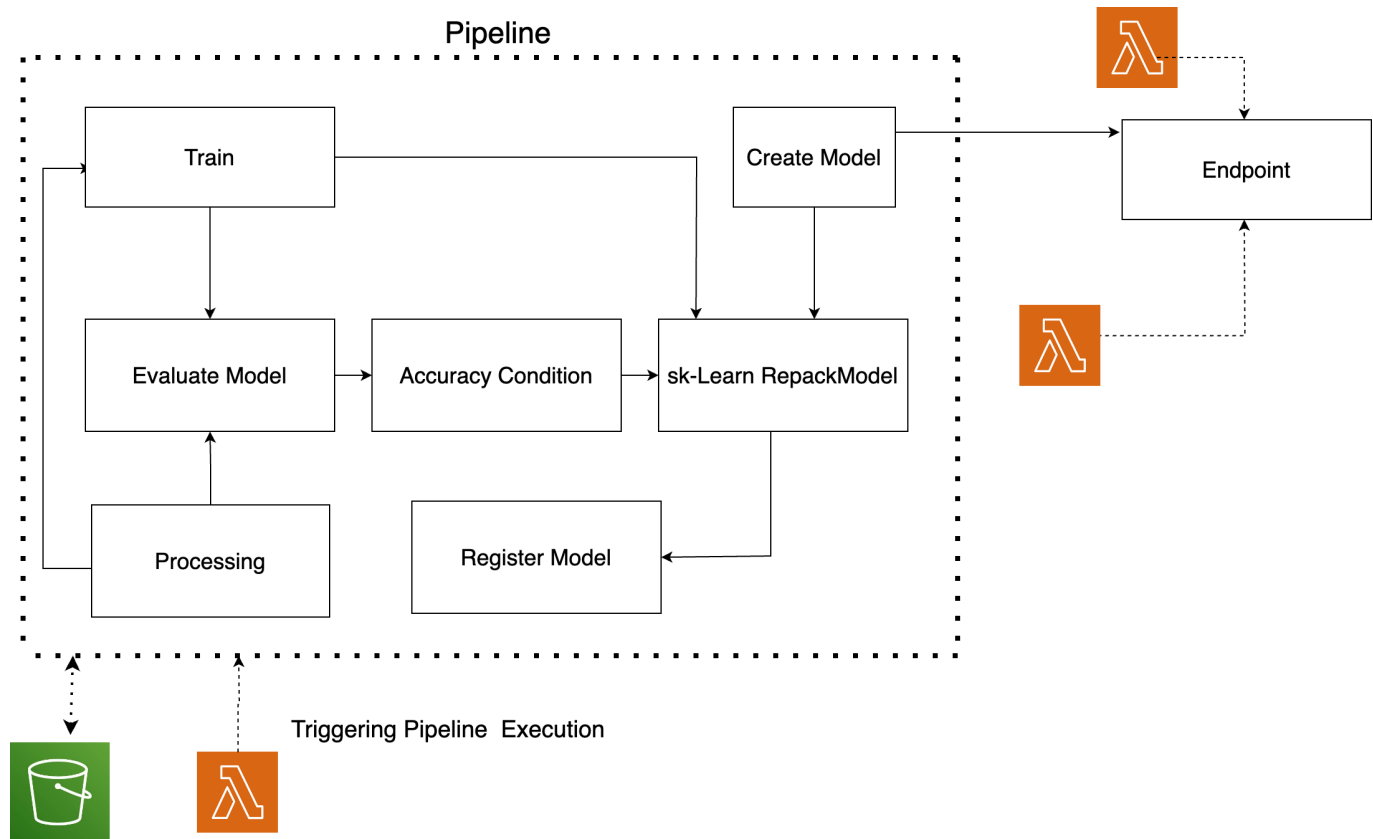 Pipeline
Train
Create Model
Endpoint
Evaluate Model
Accuracy Condition
sk-Learn RepackModel
Processing
Register Model
Triggering Pipeline  Execution